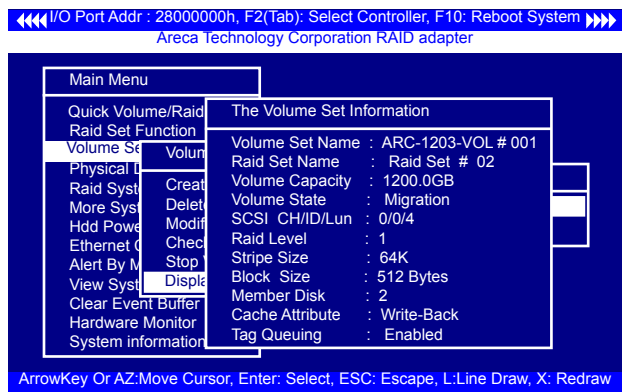 I/O Port Addr : 28000000h, F2(Tab): Select Controller, F10: Reboot System
Areca Technology Corporation RAID adapter
Main Menu
Quick Volume/Raid
Raid Set Function
Volume Se
Physical D
Raid Syst
More Syst
Hdd Powe
Ethernet C
Alert By M
View Syst
Clear Event Buffer
Hardware Monitor
System information
Volum
Creat
Delet
Modif
Chec
Stop V
Displa
The Volume Set Information
Volume Set Name : ARC-1203-VOL # 001
Raid Set Name : Raid Set # 02
Volume Capacity : 1200.0GB
Volume State : Migration
SCSI CH/ID/Lun : 0/0/4
Raid Level : 1
Stripe Size : 64K
Block Size : 512 Bytes
Member Disk : 2
Cache Attribute : Write-Back
Tag Queuing : Enabled
ArrowKey Or AZ:Move Cursor, Enter: Select, ESC: Escape, L:Line Draw, X: Redraw